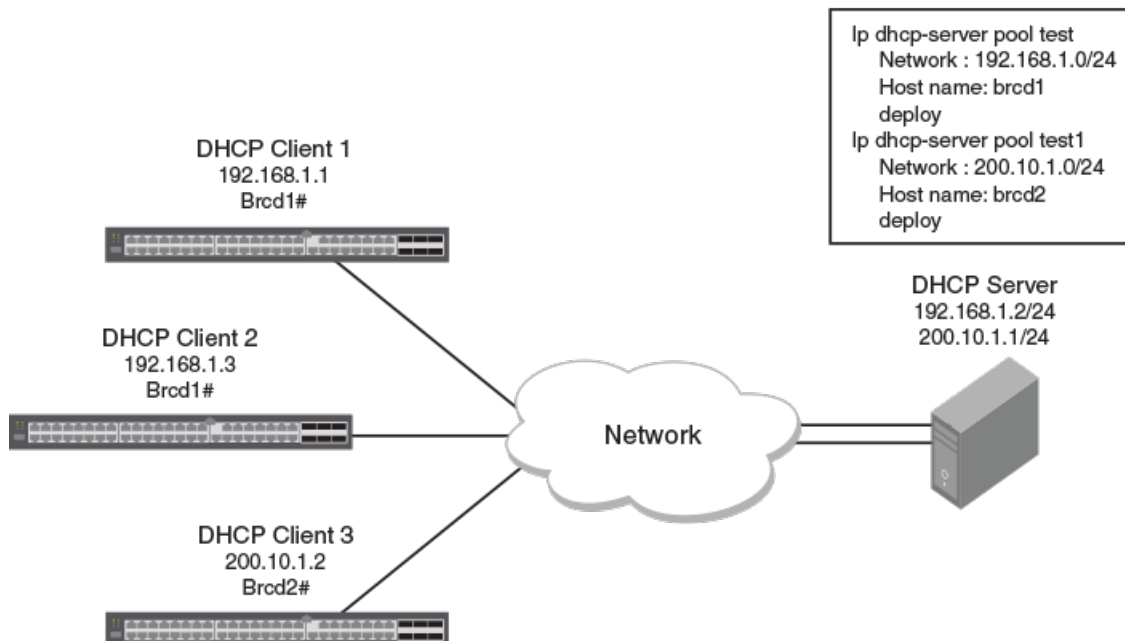 Ip dhcp-server pool test
Network : 192.168.1.0/24
Host name: brcd1
deploy
Ip dhcp-server pool test1
Network : 200.10.1.0/24
Host name: brcd2
deploy
DHCP Client 1
192.168.1.1
Brcd1#
DHCP Server
192.168.1.2/24
200.10.1.1/24
DHCP Client 2
192.168.1.3
Brcd1#
Network
DHCP Client 3
200.10.1.2
Brcd2#